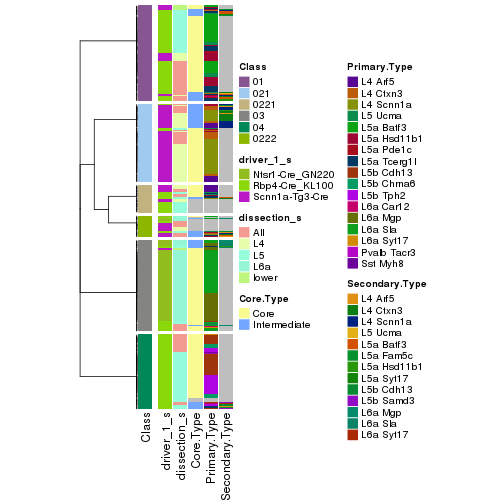 Class
01
021
0221
03
04
0222
driver_1_s
Ntsr1-Cre_GN220
Rbp4-Cre_KL100
Scnn1a-Tg3-Cre
dissection_s
All
L4
L5
L6a
lower
Core.Type
Core
Intermediate
Primary.Type
L4 Arf5
L4 Ctxn3
L4 Scnn1a
L5 Ucma
L5a Batf3
L5a Hsd11b1
L5a Pde1c
L5a Tcerg1l
L5b Cdh13
L5b Chrna6
L5b Tph2
L6a Car12
L6a Mgp
L6a Sla
L6a Syt17
Pvalb Tacr3
Sst Myh8
Secondary.Type
L4 Arf5
L4 Ctxn3
L4 Scnn1a
L5 Ucma
L5a Batf3
L5a Fam5c
L5a Hsd11b1
L5a Syt17
L5b Cdh13
L5b Samd3
L6a Mgp
L6a Sla
L6a Syt17
Class
driver_1_s
dissection_s
Core.Type
Primary.Type
Secondary.Type